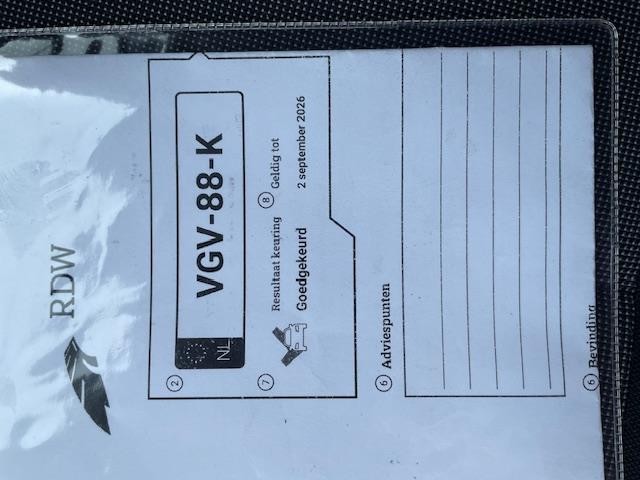 RDW
2
NL
VGV-88-K
7 Resultaat keuring
Goedgekeurd
8 Geldig tot
2 september 2026
6 Adviespunten
6 Bevinding